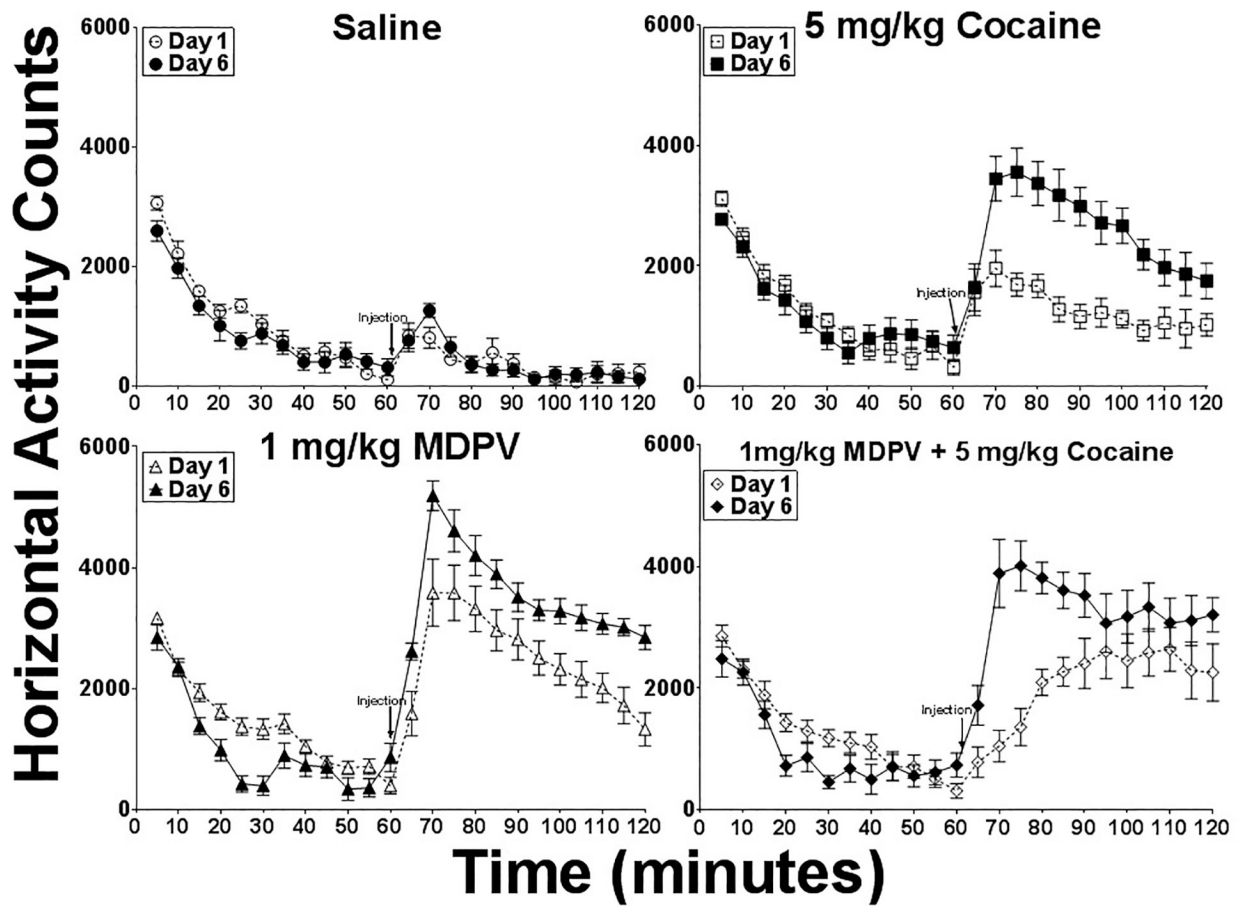 Horizontal Activity Counts
Saline
Day 1
Day 6
6000
4000
2000
0
Injection
0 10 20 30 40 50 60 70 80 90 100 110 120
5 mg/kg Cocaine
Day 1
Day 6
6000
4000
2000
0
Injection
0 10 20 30 40 50 60 70 80 90 100 110 120
1 mg/kg MDPV
Day 1
Day 6
6000
4000
2000
0
Injection
0 10 20 30 40 50 60 70 80 90 100 110 120
1mg/kg MDPV + 5 mg/kg Cocaine
Day 1
Day 6
6000
4000
2000
0
Injection
0 10 20 30 40 50 60 70 80 90 100 110 120
Time (minutes)